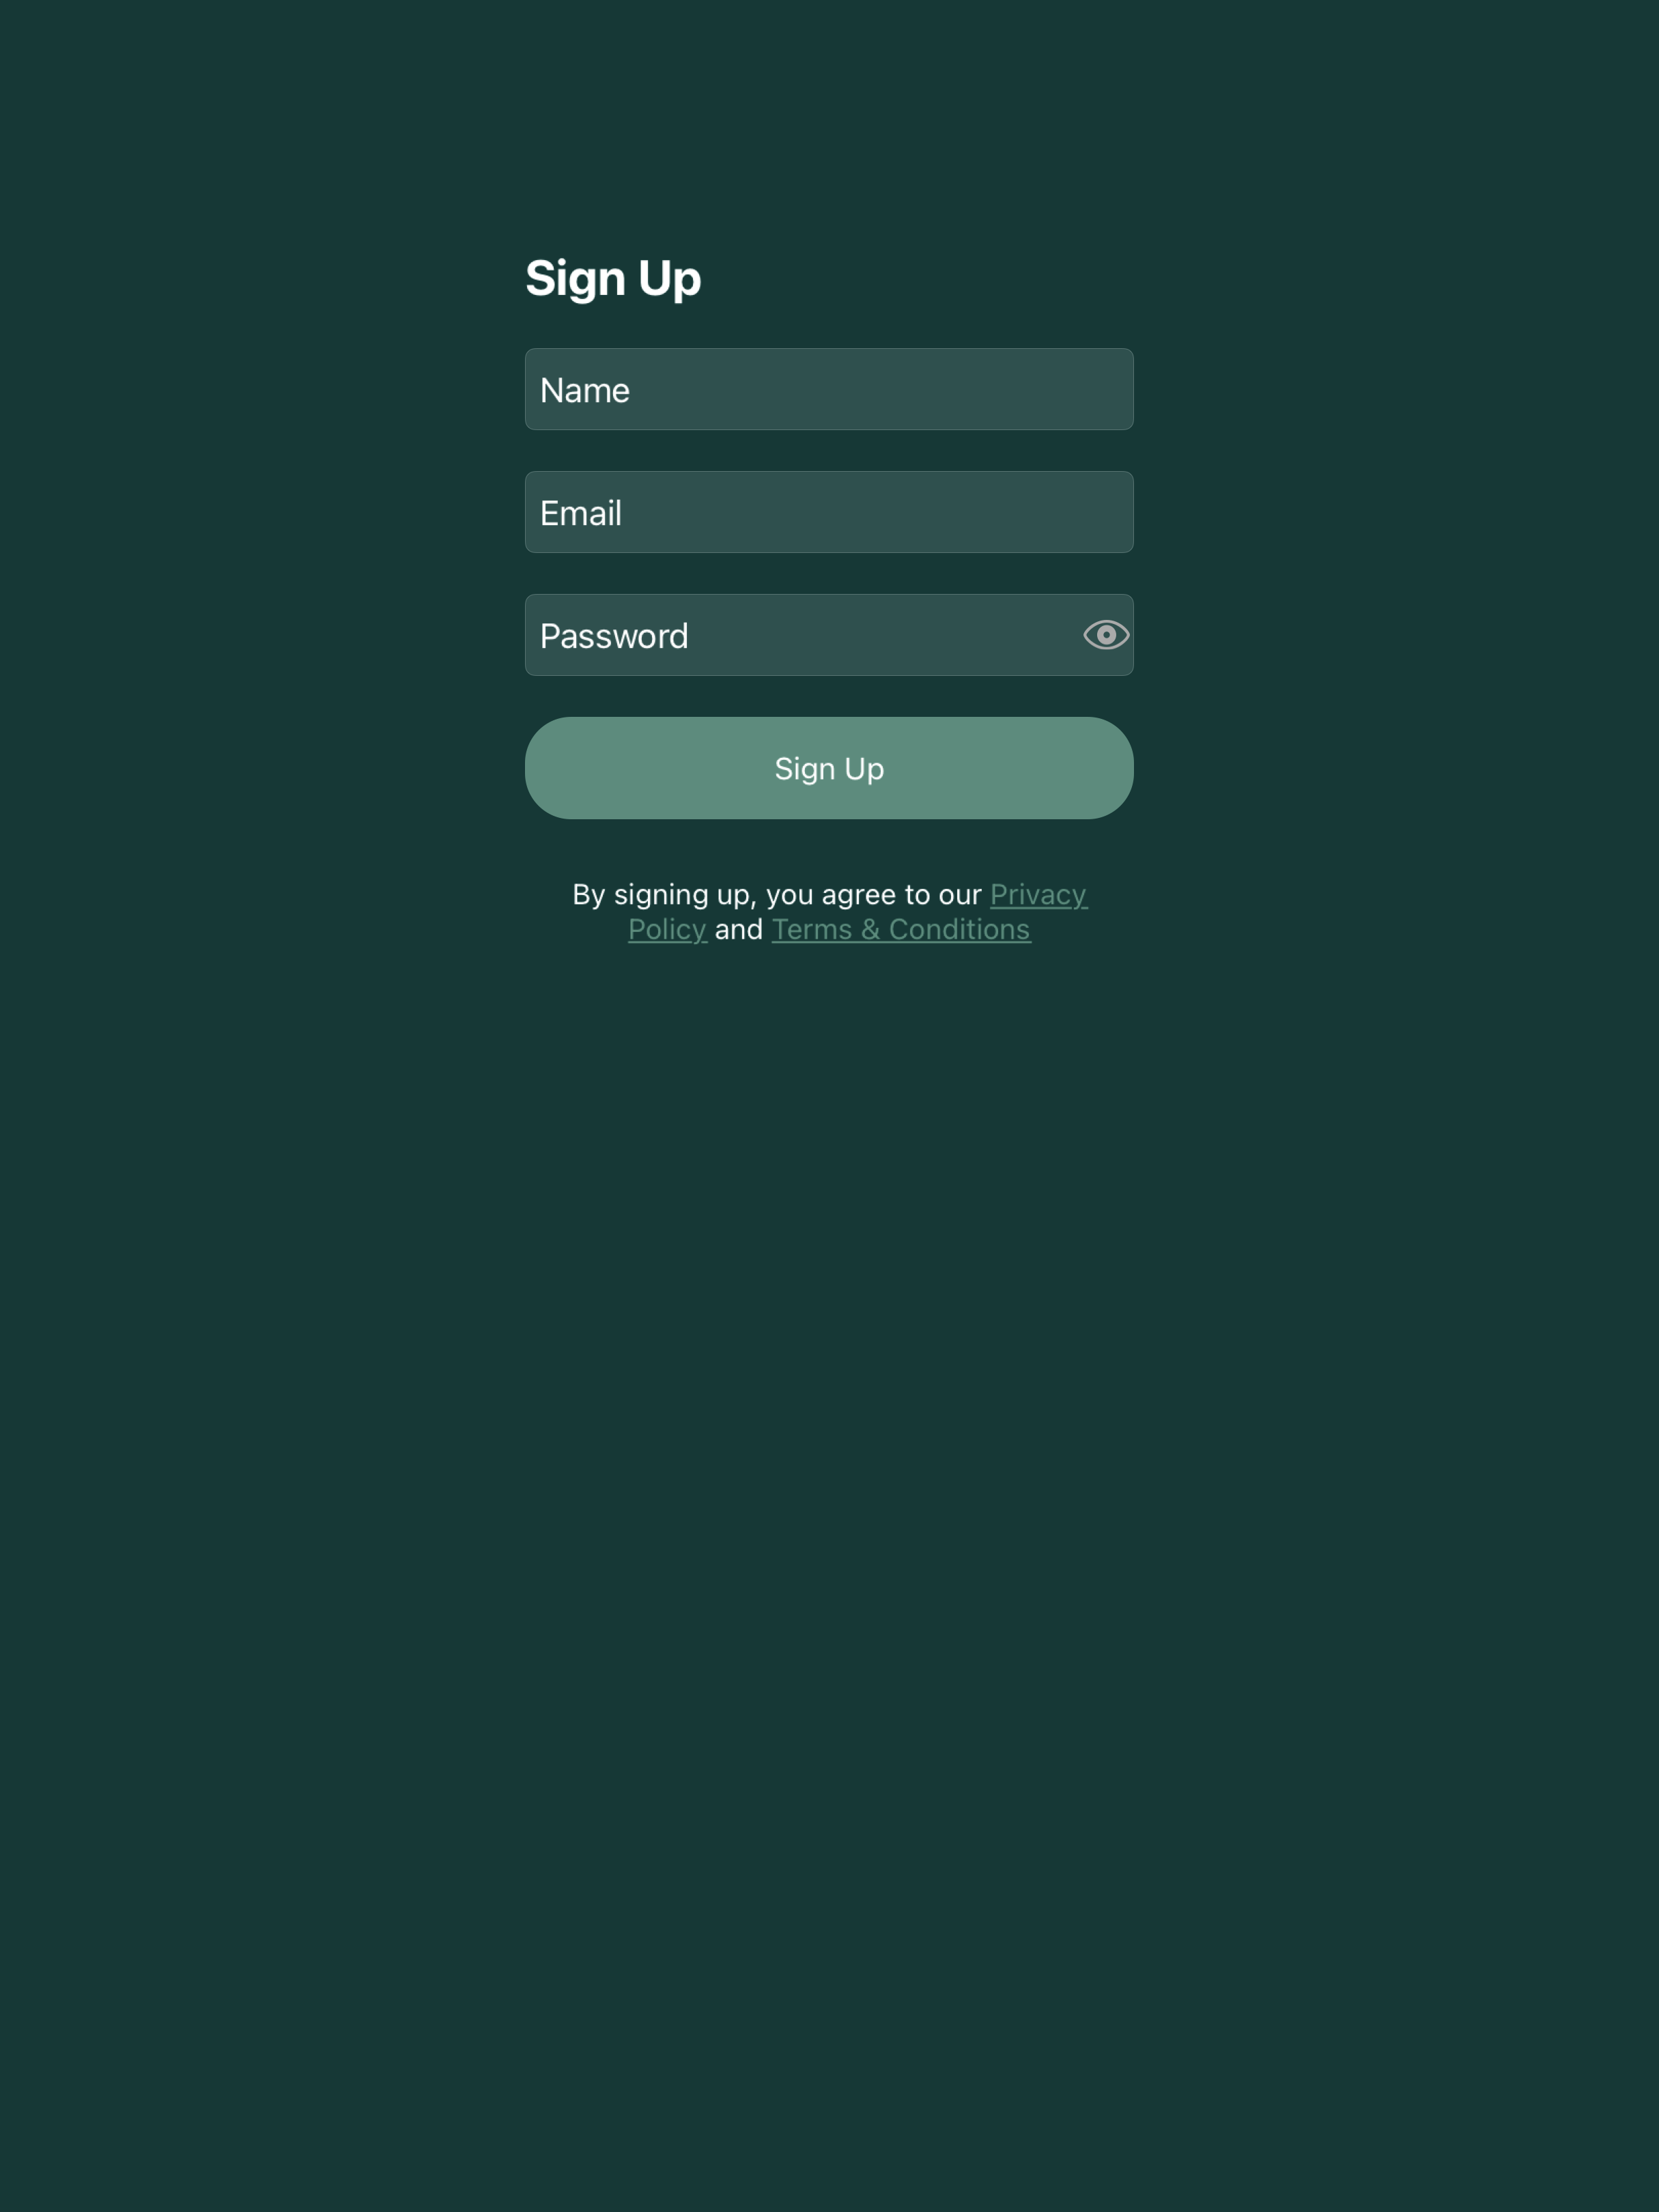 Sign Up
Name
Email
Password
Sign Up
By signing up, you agree to our Privacy
Policy and Terms & Conditions